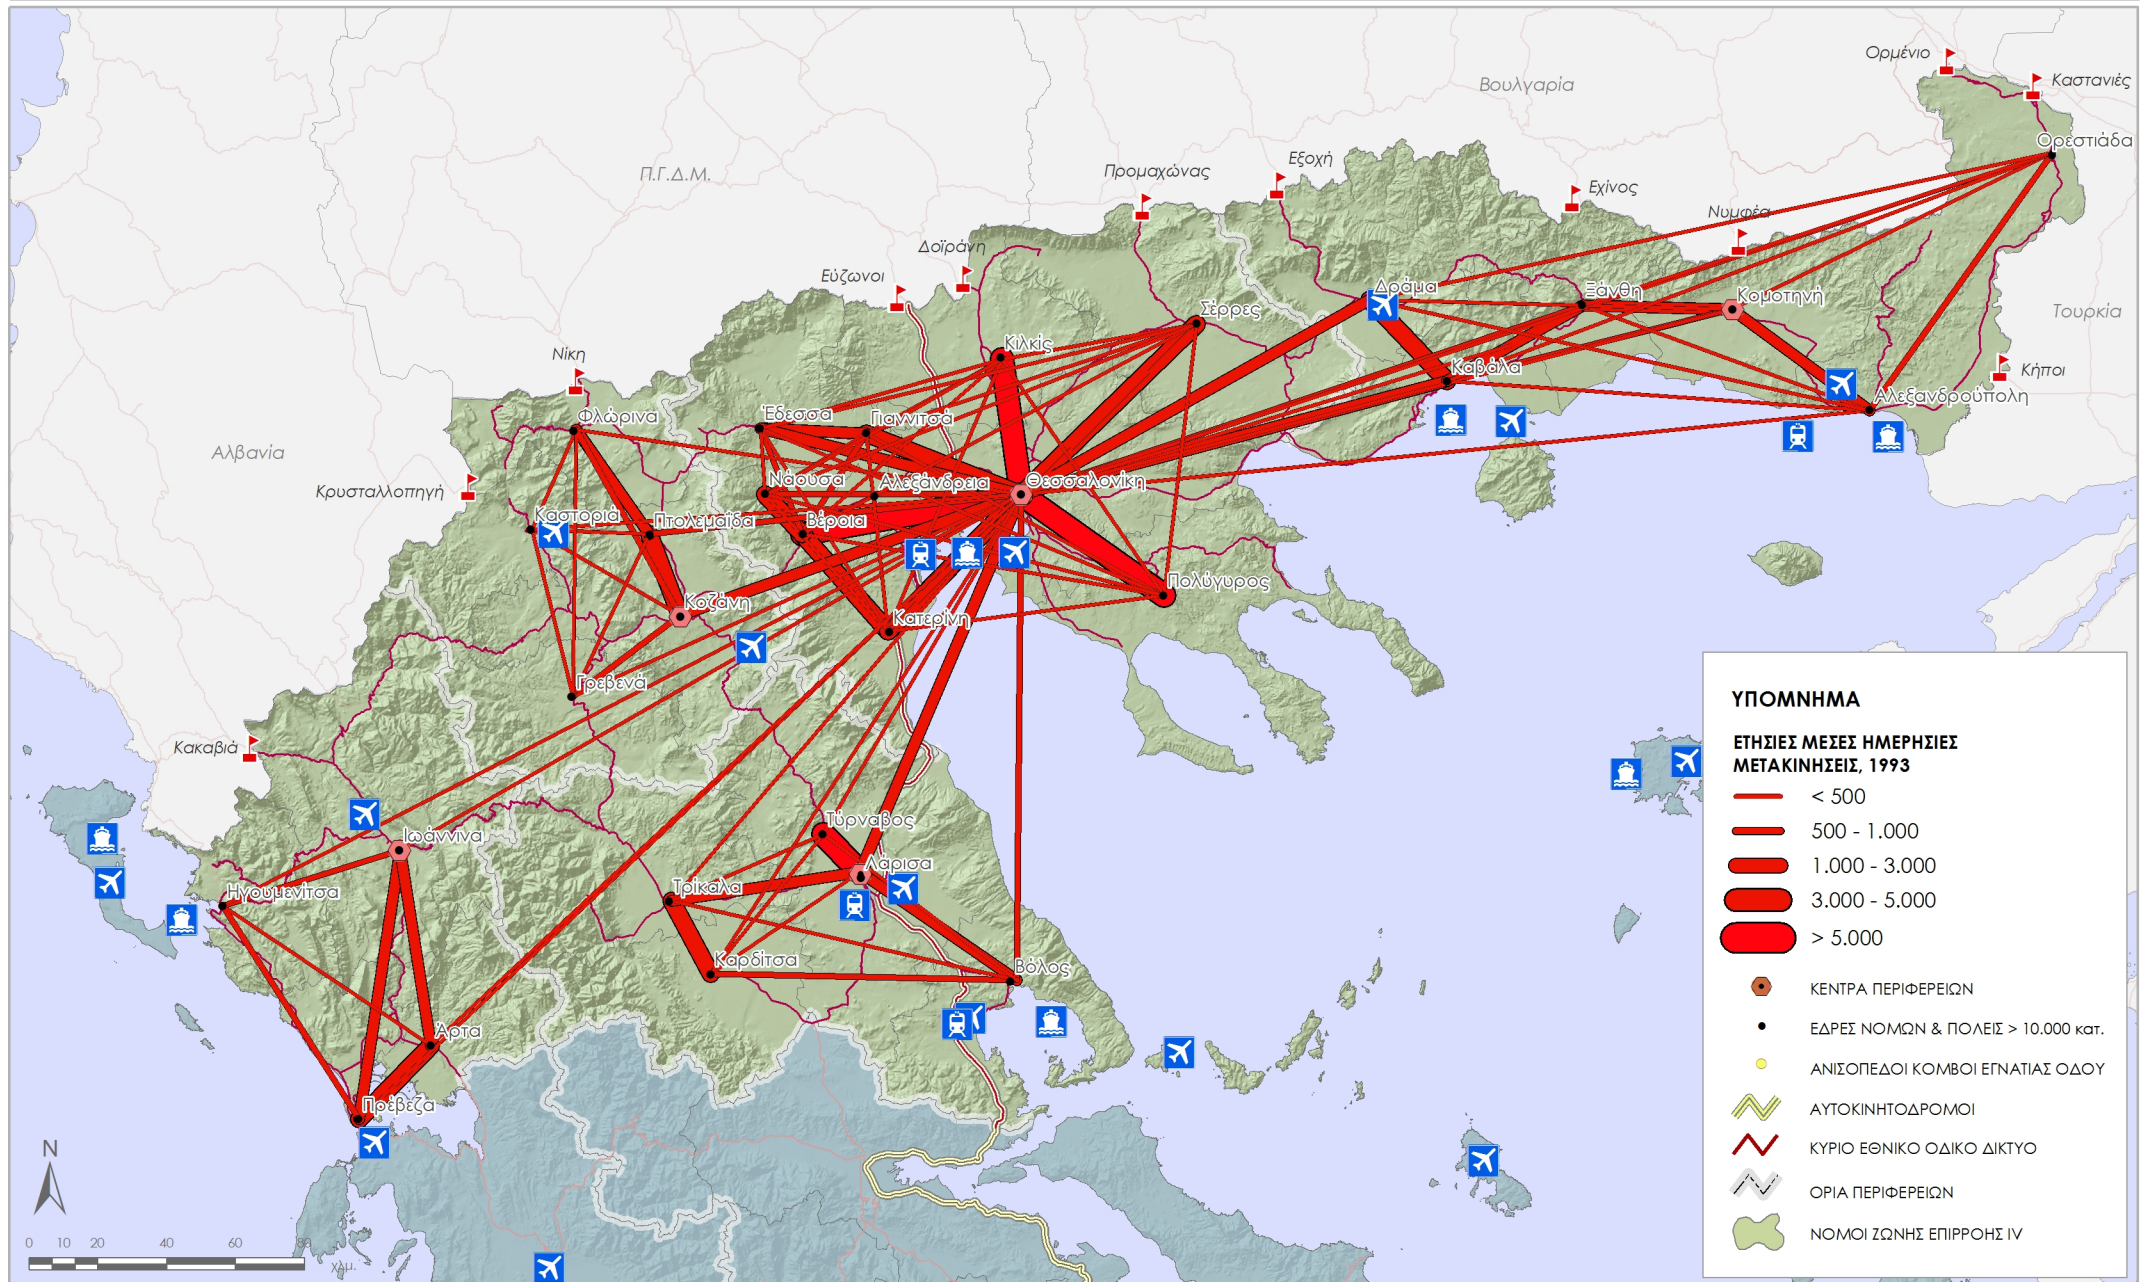 Ορμένιο
Καστανιές
Βουλγαρία
Ορεστιάδα
Εξοχή
Προμαχώνας
Π.Γ.Δ.Μ.
Εχίνος
Νυμφέα
Δοϊράνη
Εύζωνοι
Δράμα
Ξάνθη
Κομοτηνή
Τουρκία
Σέρρες
Κιλκίς
Νίκη
Καβάλα
Κήποι
Αλεξανδρούπολη
Φλώρινα
Έδεσσα
Γιαννιτσά
Αλβανία
Κρυσταλλοπηγή
Νάουσα
Αλεξάνδρεια
Θεσσαλονίκη
Καστοριά
Πτολεμαΐδα
Βέροια
Πολύγυρος
Κοζάνη
Κατερίνη
Γρεβενά
Κακαβιά
Τύρναβος
Ιωάννινα
Λάρισα
Τρίκαλα
Ηγουμενίτσα
Καρδίτσα
Βόλος
Άρτα
Πρέβεζα
N
0 10 20 40 60 80
χλμ.
ΥΠΟΜΝΗΜΑ
ΕΤΗΣΙΕΣ ΜΕΣΕΣ ΗΜΕΡΗΣΙΕΣ
ΜΕΤΑΚΙΝΗΣΕΙΣ, 1993
< 500
500 - 1.000
1.000 - 3.000
3.000 - 5.000
> 5.000
ΚΕΝΤΡΑ ΠΕΡΙΦΕΡΕΙΩΝ
ΕΔΡΕΣ ΝΟΜΩΝ & ΠΟΛΕΙΣ > 10.000 κατ.
ΑΝΙΣΟΠΕΔΟΙ ΚΟΜΒΟΙ ΕΓΝΑΤΙΑΣ ΟΔΟΥ
ΑΥΤΟΚΙΝΗΤΟΔΡΟΜΟΙ
ΚΥΡΙΟ ΕΘΝΙΚΟ ΟΔΙΚΟ ΔΙΚΤΥΟ
ΟΡΙΑ ΠΕΡΙΦΕΡΕΙΩΝ
ΝΟΜΟΙ ΖΩΝΗΣ ΕΠΙΡΡΟΗΣ IV